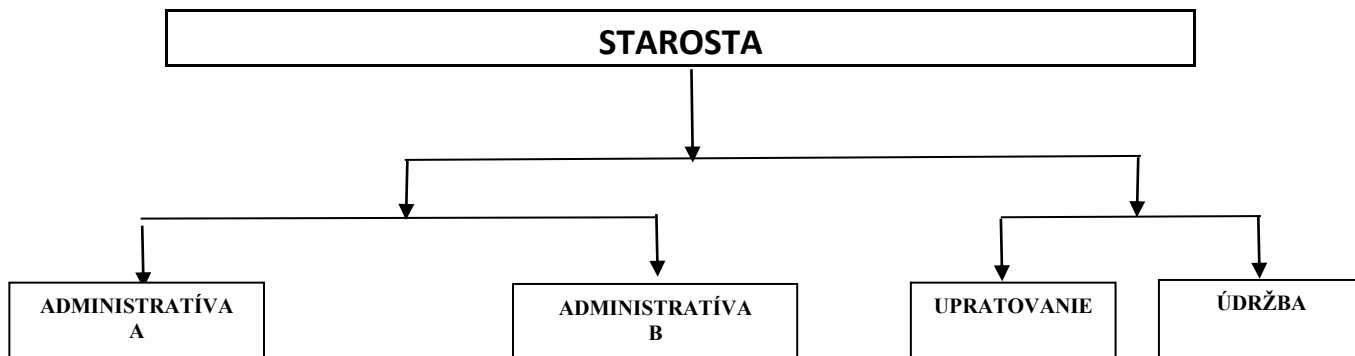 STAROSTA
ADMINISTRATÍVA
A
ADMINISTRATÍVA
B
UPRATOVANIE
ÚDRŽBA